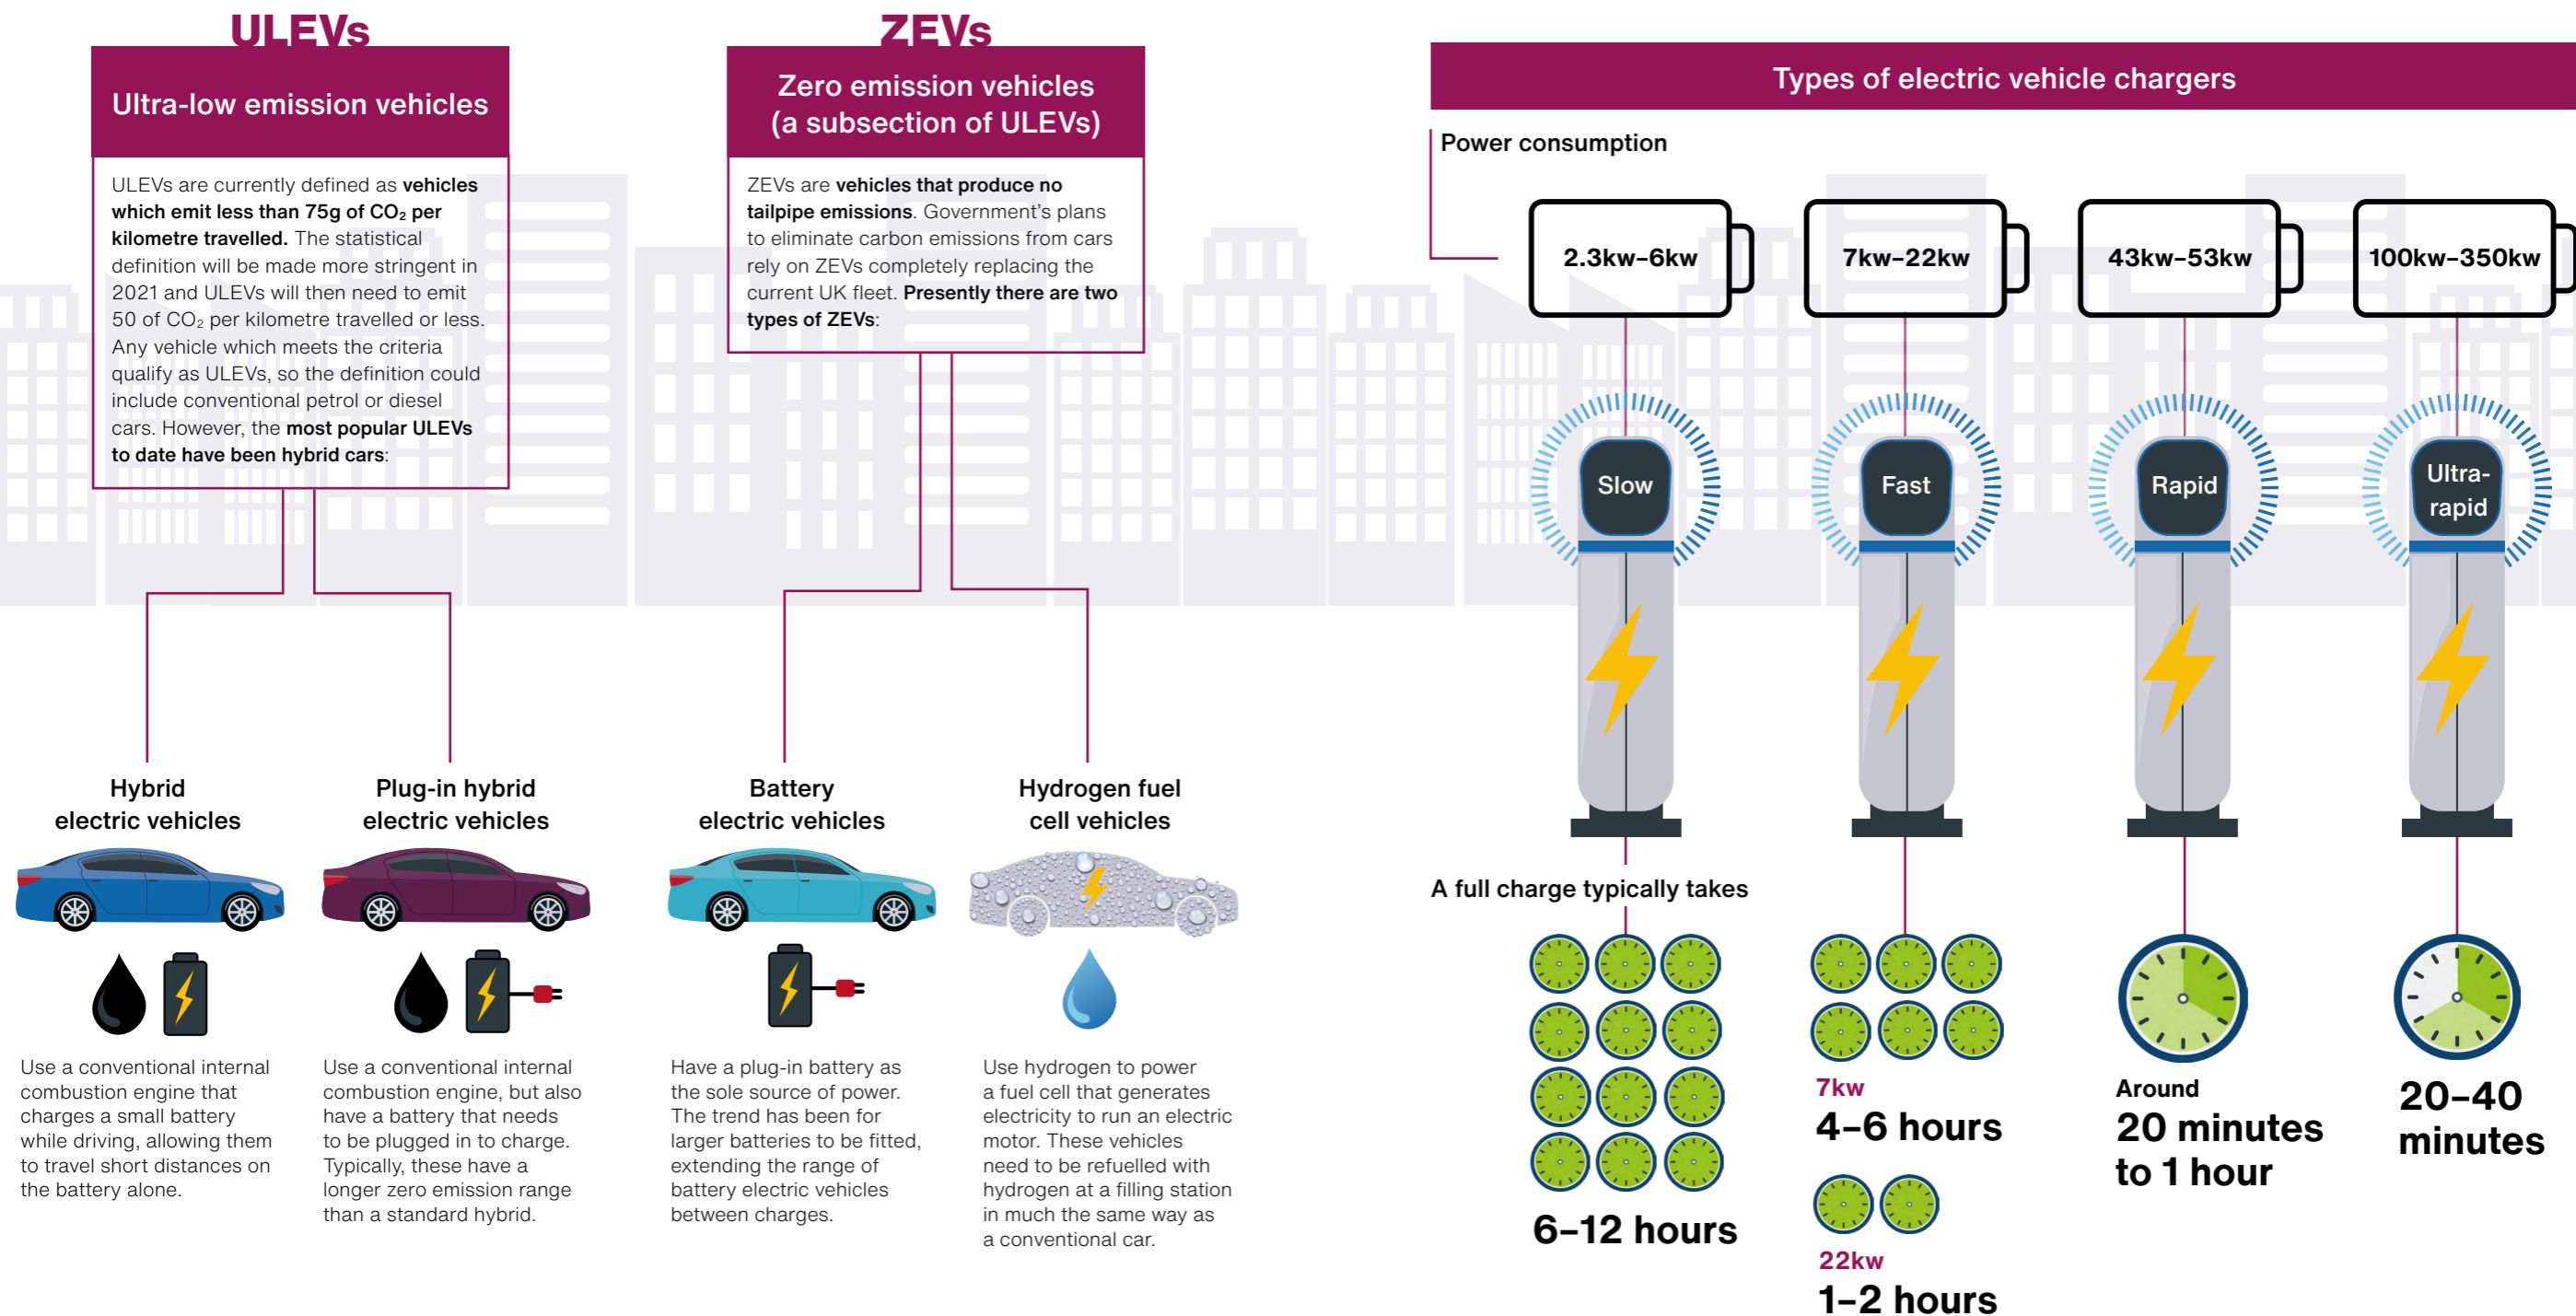 ULEVs
Ultra-low emission vehicles
ULEVs are currently defined as vehicles
which emit less than 75g of CO₂ per
kilometre travelled. The statistical
definition will be made more stringent in
2021 and ULEVs will then need to emit
50 of CO₂ per kilometre travelled or less.
Any vehicle which meets the criteria
qualify as ULEVs, so the definition could
include conventional petrol or diesel
cars. However, the most popular ULEVs
to date have been hybrid cars:
Hybrid
electric vehicles
Use a conventional internal
combustion engine that
charges a small battery
while driving, allowing them
to travel short distances on
the battery alone.
Plug-in hybrid
electric vehicles
Use a conventional internal
combustion engine, but also
have a battery that needs
to be plugged in to charge.
Typically, these have a
longer zero emission range
than a standard hybrid.
ZEVs
Zero emission vehicles
(a subsection of ULEVs)
ZEVs are vehicles that produce no
tailpipe emissions. Government's plans
to eliminate carbon emissions from cars
rely on ZEVs completely replacing the
current UK fleet. Presently there are two
types of ZEVs:
Battery
electric vehicles
Have a plug-in battery as
the sole source of power.
The trend has been for
larger batteries to be fitted,
extending the range of
battery electric vehicles
between charges.
Hydrogen fuel
cell vehicles
Use hydrogen to power
a fuel cell that generates
electricity to run an electric
motor. These vehicles
need to be refuelled with
hydrogen at a filling station
in much the same way as
a conventional car.
Types of electric vehicle chargers
Power consumption
2.3kw–6kw
7kw–22kw
43kw–53kw
100kw–350kw
Slow
Fast
Rapid
Ultra-
rapid
A full charge typically takes
6–12 hours
7kw
4–6 hours
22kw
1–2 hours
Around
20 minutes
to 1 hour
20–40
minutes